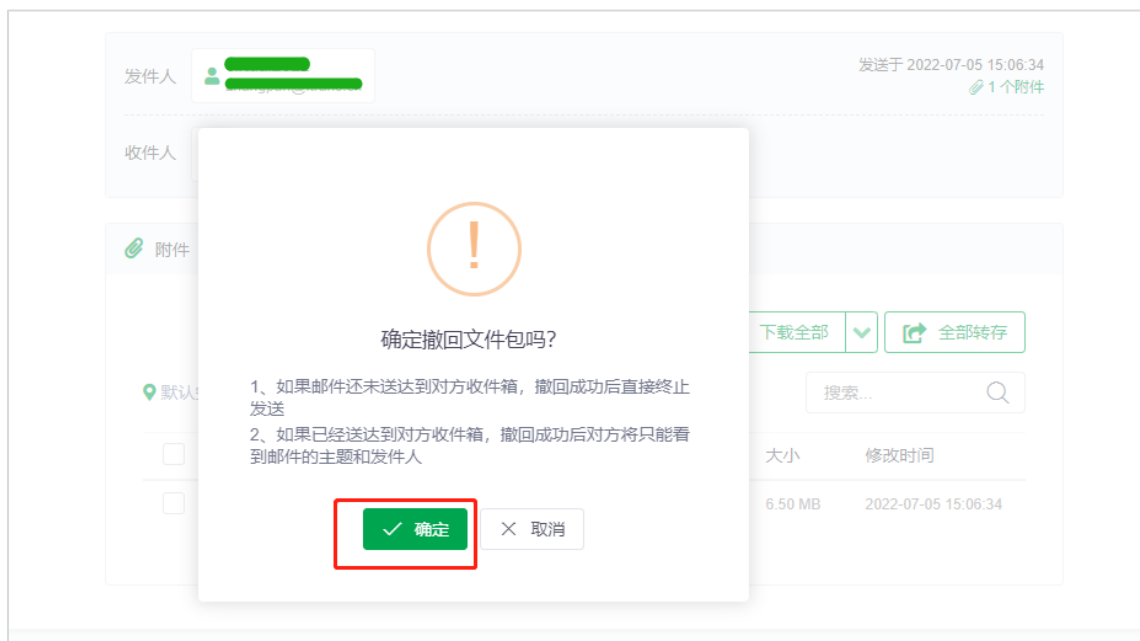 发件人
发送于 2022-07-05 15:06:34
1 个附件
收件人
附件
确定撤回文件包吗？
1、如果邮件还未送达到对方收件箱，撤回成功后直接终止
发送
2、如果已经送达到对方收件箱，撤回成功后对方将只能看
到邮件的主题和发件人
确定 取消
下载全部 全部转存
默认
搜索...
大小 修改时间
6.50 MB 2022-07-05 15:06:34